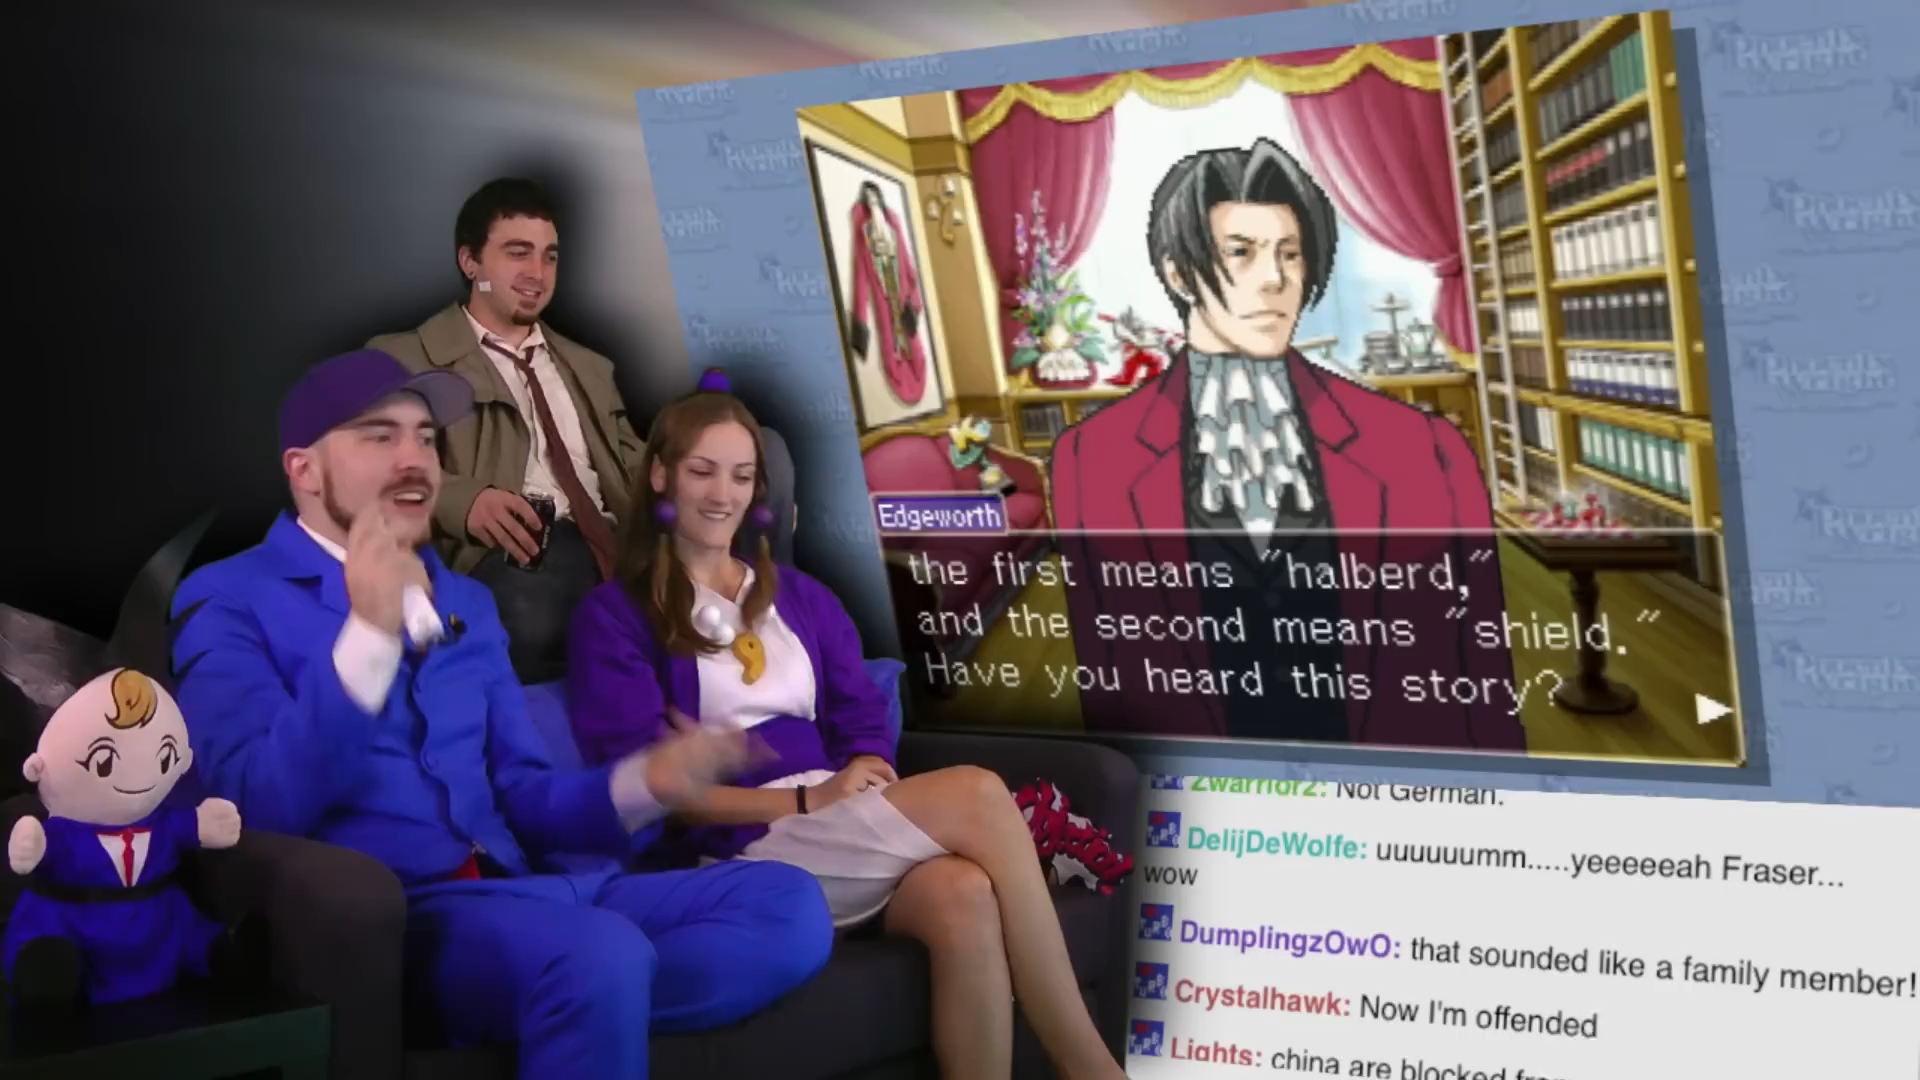 Edgeworth
the first means "halberd,"
and the second means "shield."
Have you heard this story?
Zwarrior2: Not German.
DelijDeWolfe: uuuuuumm.....yeeeeeah Fraser...
wow
DumplingzOwO: that sounded like a family member!
Crystalhawk: Now I'm offended
Lights: china are blocked